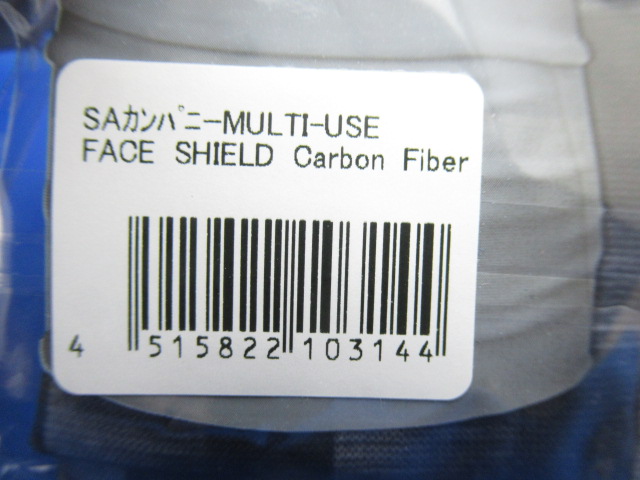 SAｶﾝﾊﾟﾆｰMULTI-USE
FACE SHIELD Carbon Fiber
4 515822 103144